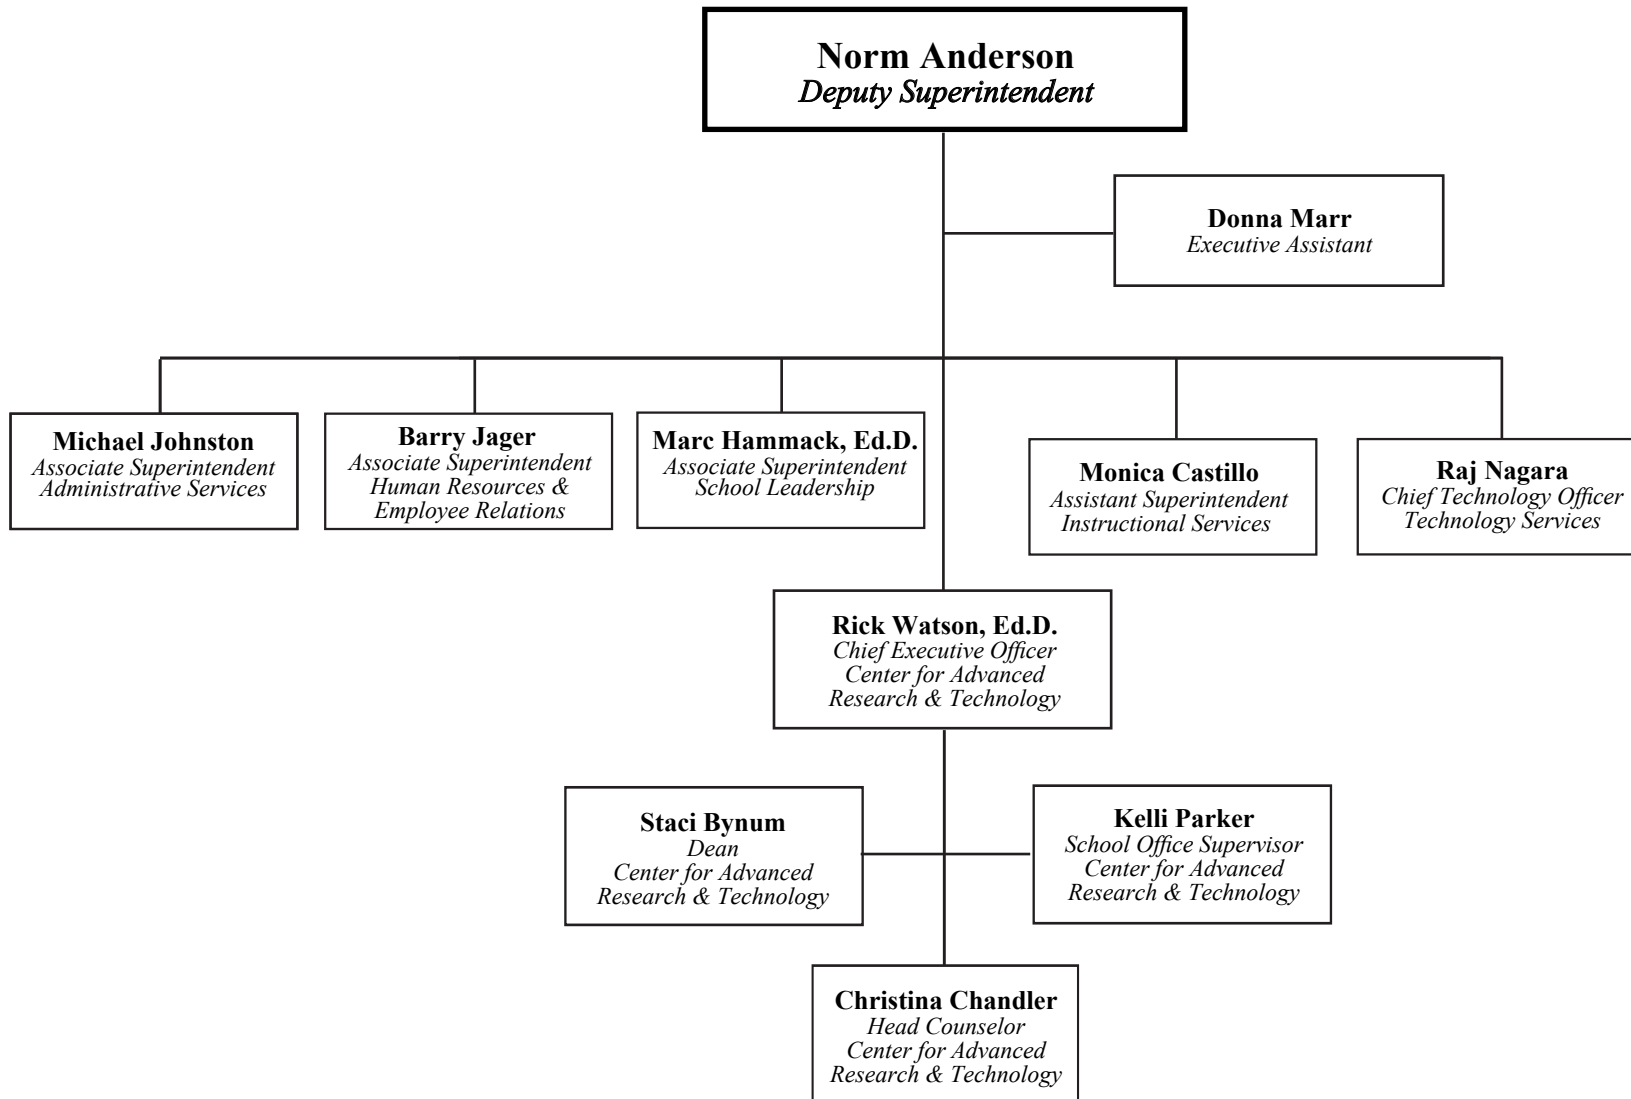 Norm Anderson
Deputy Superintendent
Donna Marr
Executive Assistant
Michael Johnston
Associate Superintendent
Administrative Services
Barry Jager
Associate Superintendent
Human Resources &
Employee Relations
Marc Hammack, Ed.D.
Associate Superintendent
School Leadership
Monica Castillo
Assistant Superintendent
Instructional Services
Raj Nagara
Chief Technology Officer
Technology Services
Rick Watson, Ed.D.
Chief Executive Officer
Center for Advanced
Research & Technology
Staci Bynum
Dean
Center for Advanced
Research & Technology
Kelli Parker
School Office Supervisor
Center for Advanced
Research & Technology
Christina Chandler
Head Counselor
Center for Advanced
Research & Technology